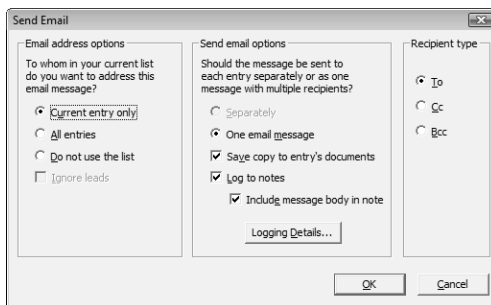 Send Email
Email address options
To whom in your current list
do you want to address this
email message?
Current entry only
All entries
Do not use the list
Ignore leads
Send email options
Should the message be sent to
each entry separately or as one
message with multiple recipients?
Separately
One email message
Save copy to entry's documents
Log to notes
Include message body in note
Logging Details...
Recipient type
To
Cc
Bcc
OK
Cancel